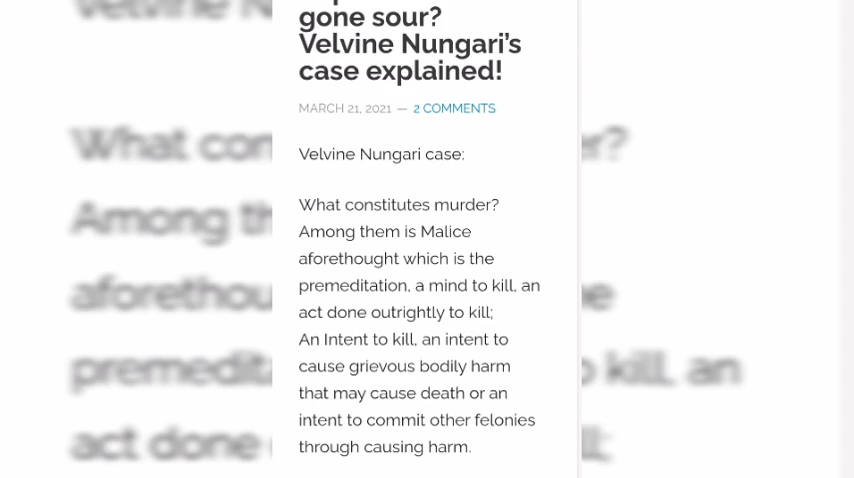 gone sour?
Velvine Nungari's
case explained!
MARCH 21, 2021 — 2 COMMENTS
Velvine Nungari case:
What constitutes murder?
Among them is Malice
aforethought which is the
premeditation, a mind to kill, an
act done outrightly to kill;
An Intent to kill, an intent to
cause grievous bodily harm
that may cause death or an
intent to commit other felonies
through causing harm.